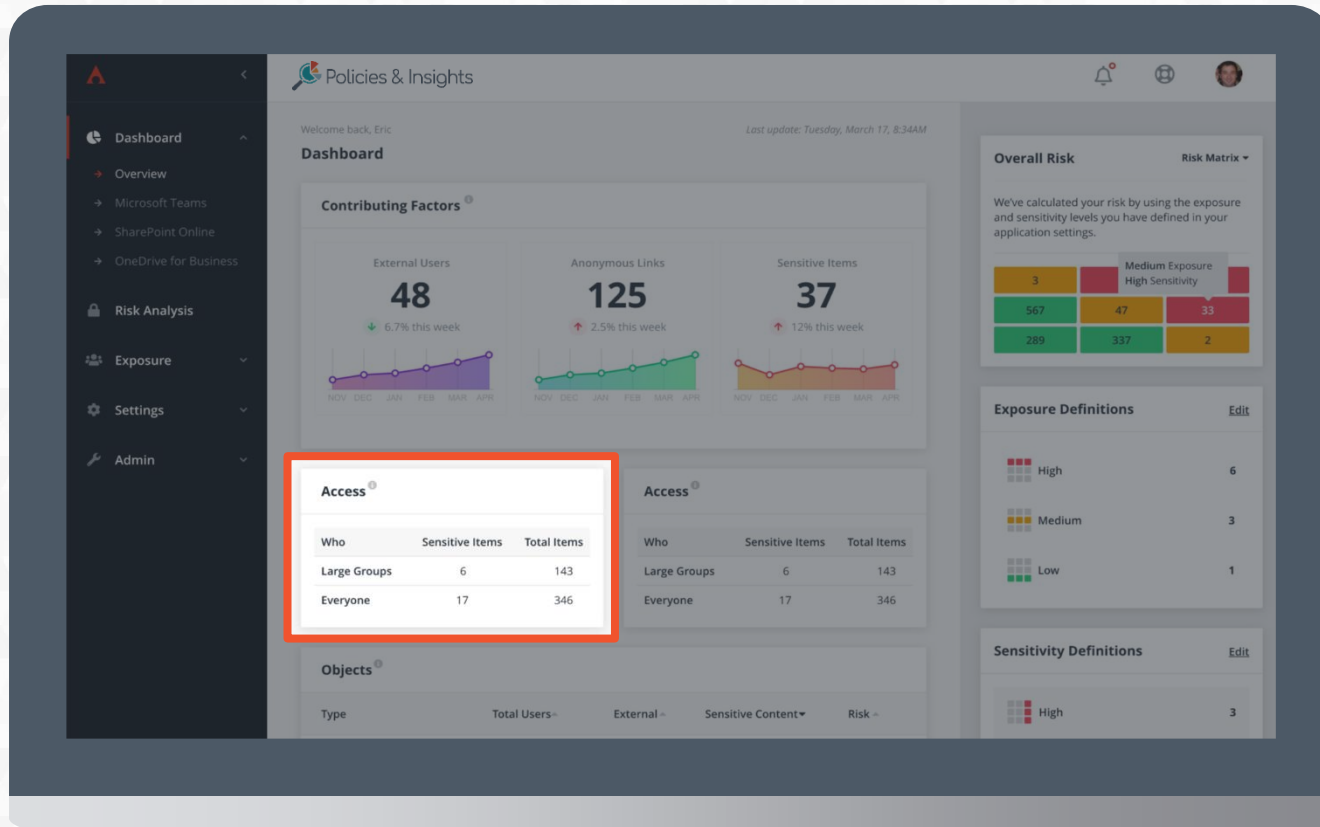 Policies & Insights
Dashboard
Overview
Microsoft Teams
SharePoint Online
OneDrive for Business
Risk Analysis
Exposure
Settings
Admin
Welcome back, Eric
Last update: Tuesday, March 17, 8:34AM
Dashboard
Contributing Factors
External Users
48
6.7% this week
NOV DEC JAN FEB MAR APR
Anonymous Links
125
2.5% this week
NOV DEC JAN FEB MAR APR
Sensitive Items
37
12% this week
NOV DEC JAN FEB MAR APR
Access
Who Sensitive Items Total Items
Large Groups 6 143
Everyone 17 346
Access
Who Sensitive Items Total Items
Large Groups 6 143
Everyone 17 346
Objects
Type Total Users External Sensitive Content Risk
Overall Risk Risk Matrix
We've calculated your risk by using the exposure
and sensitivity levels you have defined in your
application settings.
Medium Exposure
High Sensitivity
3
567 47 33
289 337 2
Exposure Definitions Edit
High 6
Medium 3
Low 1
Sensitivity Definitions Edit
High 3